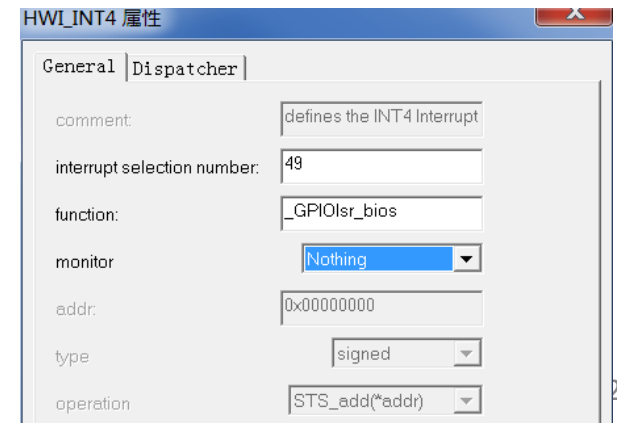 HWI_INT4 属性
General Dispatcher
comment: defines the INT4 Interrupt
interrupt selection number: 49
function: _GPIOIsr_bios
monitor Nothing
addr: 0x00000000
type signed
operation STS_add(*addr)